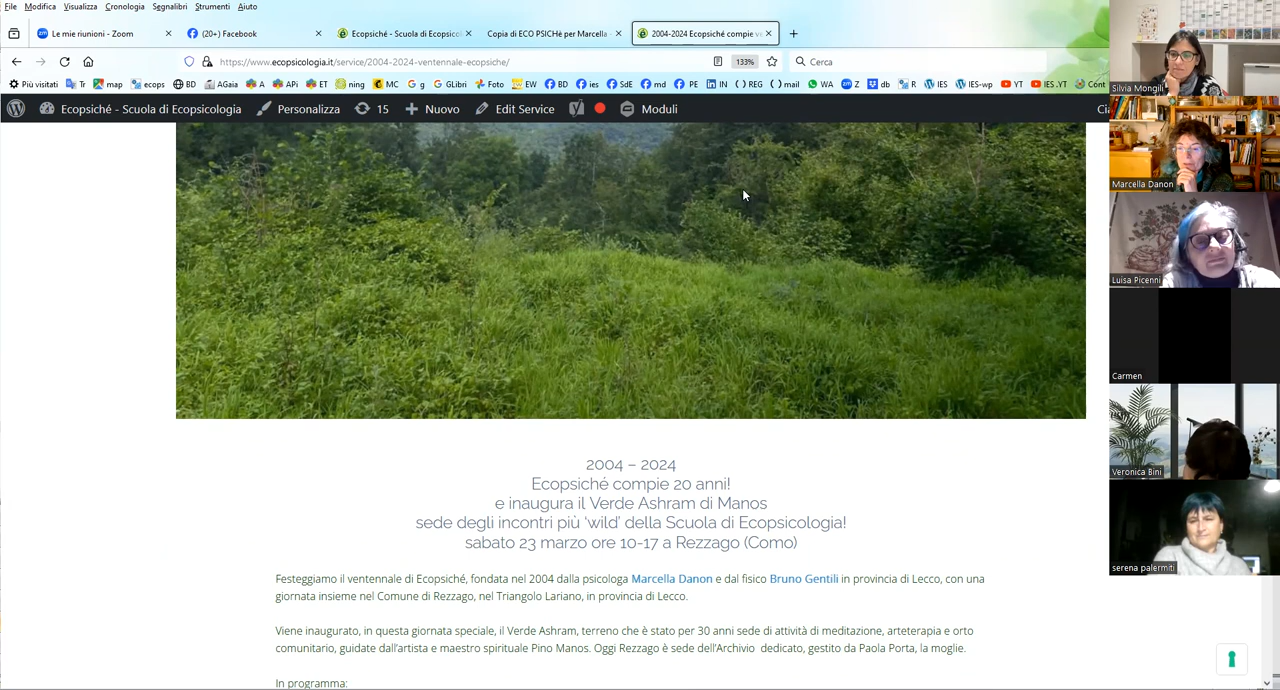 File Modifica Visualizza Cronologia Segnalibri Strumenti Aiuto
Le mie riunioni - Zoom
(20+) Facebook
Ecopsiché - Scuola di Ecopsicol
Copia di ECO PSICHè per Marcella -
2004-2024 Ecopsiché compie ve
https://www.ecopsicologia.it/service/2004-2024-ventennale-ecopsiche/
133%
Cerca
Più visitati Tr map ecops BD AGaia A APi ET ning MC G g GLibri Foto EW BD ies SdE md PE IN ( ) REG ( ) mail WA Z db R IES IES-wp YT IES .YT Cont
Ecopsiché - Scuola di Ecopsicologia Personalizza 15 Nuovo Edit Service Moduli
Silvia Mongili
Marcella Danon
Luisa Picenni
Carmen
Veronica Bini
serena palermiti
2004 – 2024
Ecopsiché compie 20 anni!
e inaugura il Verde Ashram di Manos
sede degli incontri più ‘wild’ della Scuola di Ecopsicologia!
sabato 23 marzo ore 10-17 a Rezzago (Como)
Festeggiamo il ventennale di Ecopsiché, fondata nel 2004 dalla psicologa Marcella Danon e dal fisico Bruno Gentili in provincia di Lecco, con una
giornata insieme nel Comune di Rezzago, nel Triangolo Lariano, in provincia di Lecco.
Viene inaugurato, in questa giornata speciale, il Verde Ashram, terreno che è stato per 30 anni sede di attività di meditazione, arteterapia e orto
comunitario, guidate dall’artista e maestro spirituale Pino Manos. Oggi Rezzago è sede dell’Archivio dedicato, gestito da Paola Porta, la moglie.
In programma: